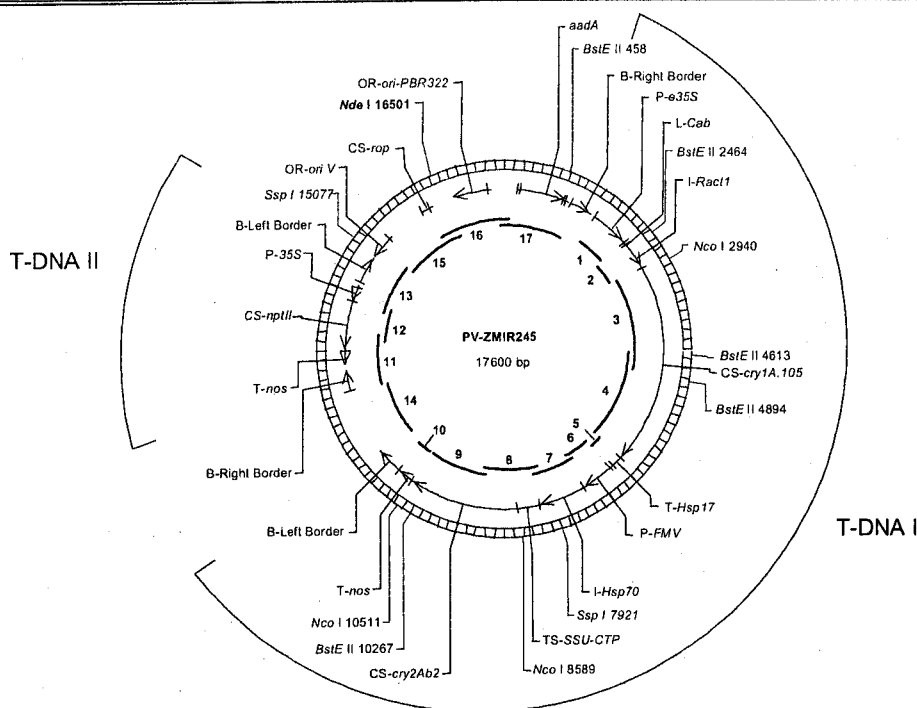 aadA
BstE II 458
B-Right Border
P-e35S
L-Cab
BstE II 2464
I-Ract1
Nco I 2940
BstE II 4613
CS-cry1A.105
BstE II 4894
T-Hsp17
P-FMV
I-Hsp70
Ssp I 7921
TS-SSU-CTP
Nco I 8589
CS-cry2Ab2
BstE II 10267
Nco I 10511
T-nos
B-Left Border
B-Right Border
T-nos
CS-nptII
P-35S
B-Left Border
Ssp I 15077
OR-ori V
CS-rop
Nde I 16501
OR-ori-PBR322
T-DNA II
T-DNA I
PV-ZMIR245
17600 bp
1
2
3
4
5
6
7
8
9
10
14
11
12
13
15
16
17